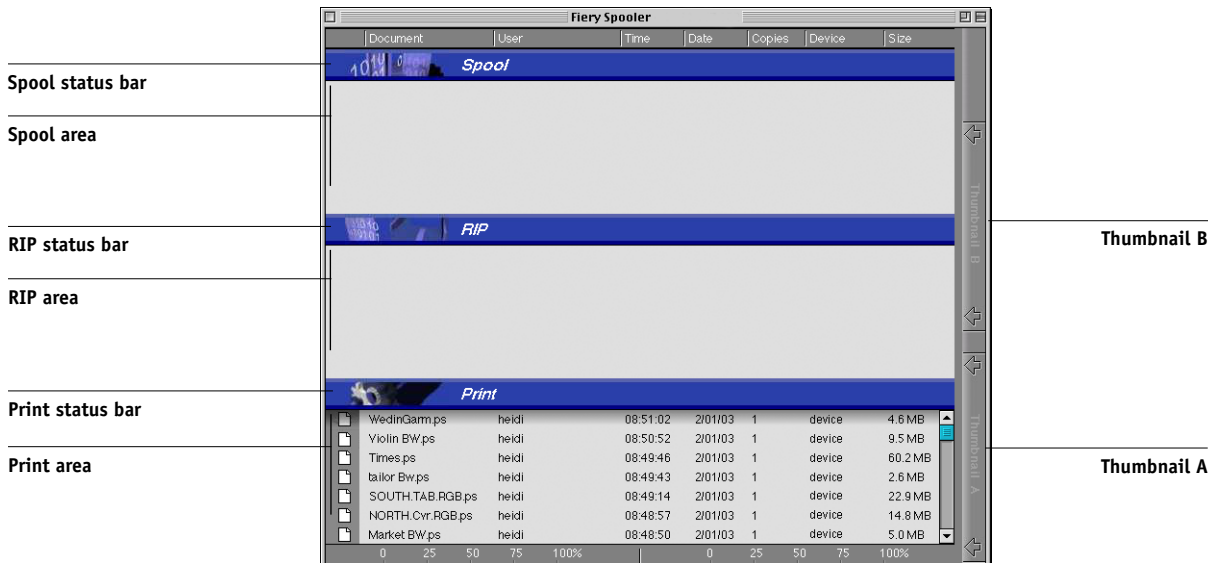 Fiery Spooler
Document User Time Date Copies Device Size
Spool
Spool status bar
Spool area
Thumbnail B
RIP
RIP status bar
Thumbnail B
RIP area
Print
Print status bar
WedinGarm.ps heidi 08:51:02 2/01/03 1 device 4.6 MB
Violin BW.ps heidi 08:50:52 2/01/03 1 device 9.5 MB
Times.ps heidi 08:49:46 2/01/03 1 device 60.2 MB
Print area
Thumbnail A
Thumbnail A
tailor Bw.ps heidi 08:49:43 2/01/03 1 device 2.6 MB
SOUTH.TAB.RGB.ps heidi 08:49:14 2/01/03 1 device 22.9 MB
NORTH.Cvr.RGB.ps heidi 08:48:57 2/01/03 1 device 14.8 MB
Market BW.ps heidi 08:48:50 2/01/03 1 device 5.0 MB
0 25 50 75 100% 0 25 50 75 100%